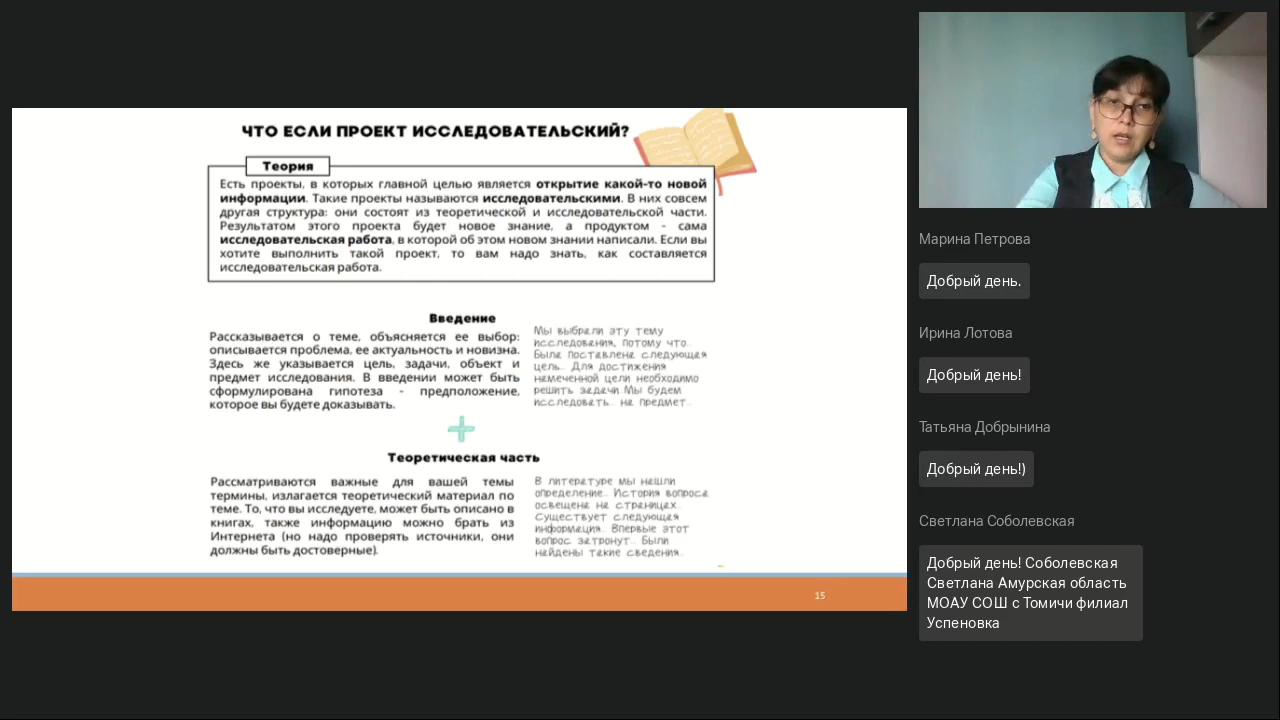 ЧТО ЕСЛИ ПРОЕКТ ИССЛЕДОВАТЕЛЬСКИЙ?
Теория
Есть проекты, в которых главной целью является открытие какой-то новой
информации. Такие проекты называются исследовательскими. В них совсем
другая структура: они состоят из теоретической и исследовательской части.
Результатом этого проекта будет новое знание, а продуктом - сама
исследовательская работа, в которой об этом новом знании написали. Если вы
хотите выполнить такой проект, то вам надо знать, как составляется
исследовательская работа.
Введение
Рассказывается о теме, объясняется ее выбор:
описывается проблема, ее актуальность и новизна.
Здесь же указывается цель, задачи, объект и
предмет исследования. В введении может быть
сформулирована гипотеза - предположение,
которое вы будете доказывать.
Мы выбрали эту тему
исследования, потому что..
Была поставлена следующая
цель.. Для достижения
намеченной цели необходимо
решить задачи Мы будем
исследовать.. на предмет..
Теоретическая часть
Рассматриваются важные для вашей темы
термины, излагается теоретический материал по
теме. То, что вы исследуете, может быть описано в
книгах, также информацию можно брать из
Интернета (но надо проверять источники, они
должны быть достоверные).
В литературе мы нашли
определение.. История вопроса
освещена на страницах..
Существует следующая
информация.. Впервые этот
вопрос затронут.. Были
найдены такие сведения..
15
Марина Петрова
Добрый день.
Ирина Лотова
Добрый день!
Татьяна Добрынина
Добрый день!)
Светлана Соболевская
Добрый день! Соболевская
Светлана Амурская область
МОАУ СОШ с Томичи филиал
Успеновка